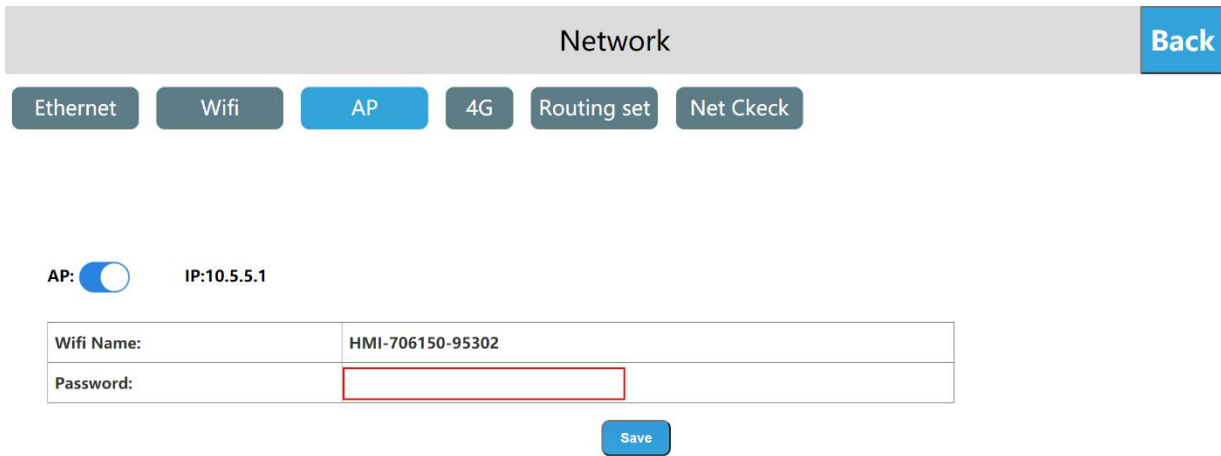 Network
Back
Ethernet
Wifi
AP
4G
Routing set
Net Ckeck
AP:
IP:10.5.5.1
Wifi Name:
HMI-706150-95302
Password:
Save